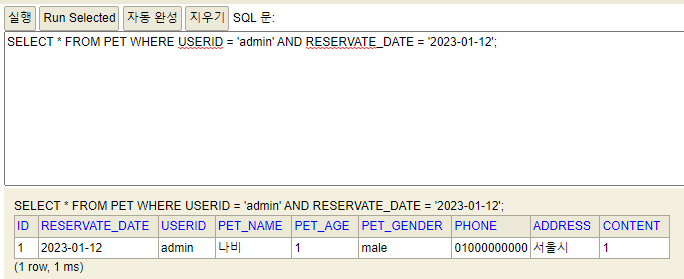 실행 Run Selected 자동 완성 지우기 SQL 문:
SELECT * FROM PET WHERE USERID = 'admin' AND RESERVATE_DATE = '2023-01-12';
SELECT * FROM PET WHERE USERID = 'admin' AND RESERVATE_DATE = '2023-01-12';
ID RESERVATE_DATE USERID PET_NAME PET_AGE PET_GENDER PHONE ADDRESS CONTENT
1 2023-01-12 admin 나비 1 male 01000000000 서울시 1
(1 row, 1 ms)